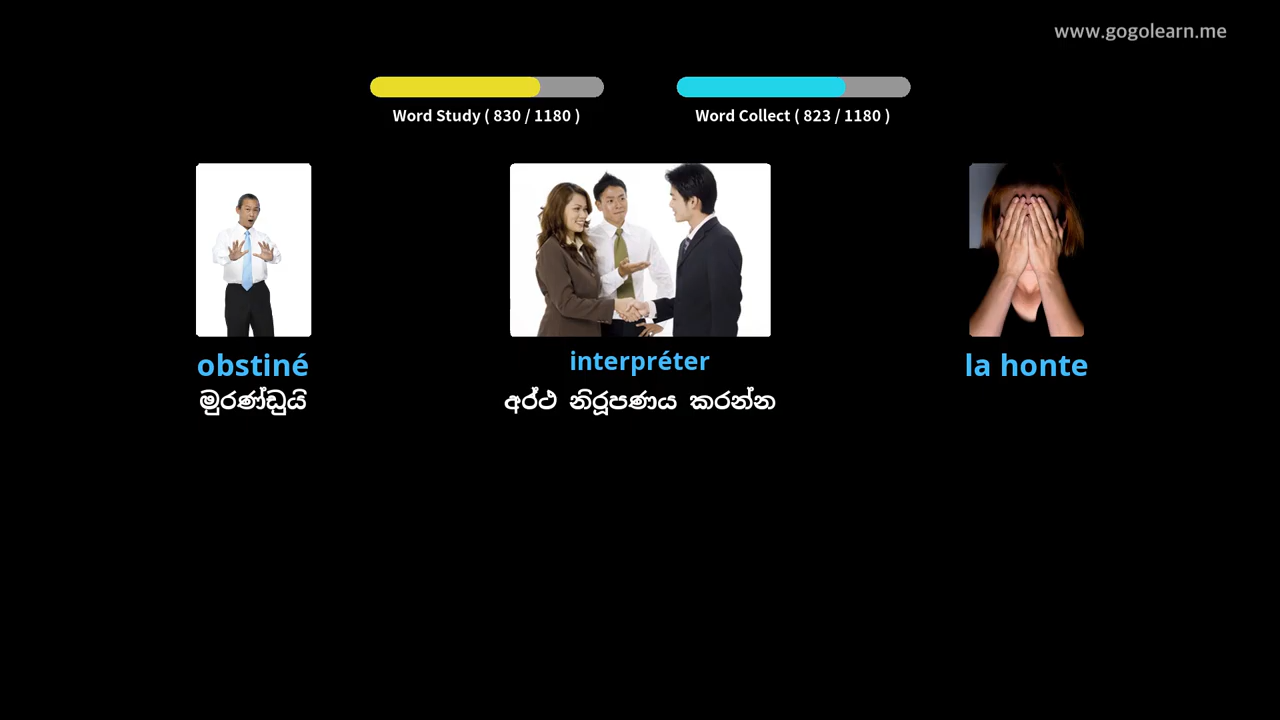 www.gogolearn.me
Word Study ( 830 / 1180 )
Word Collect ( 823 / 1180 )
obstiné
interpréter
la honte
මුරණ්ඩුයි
අර්ථ නිරූපණය කරන්න